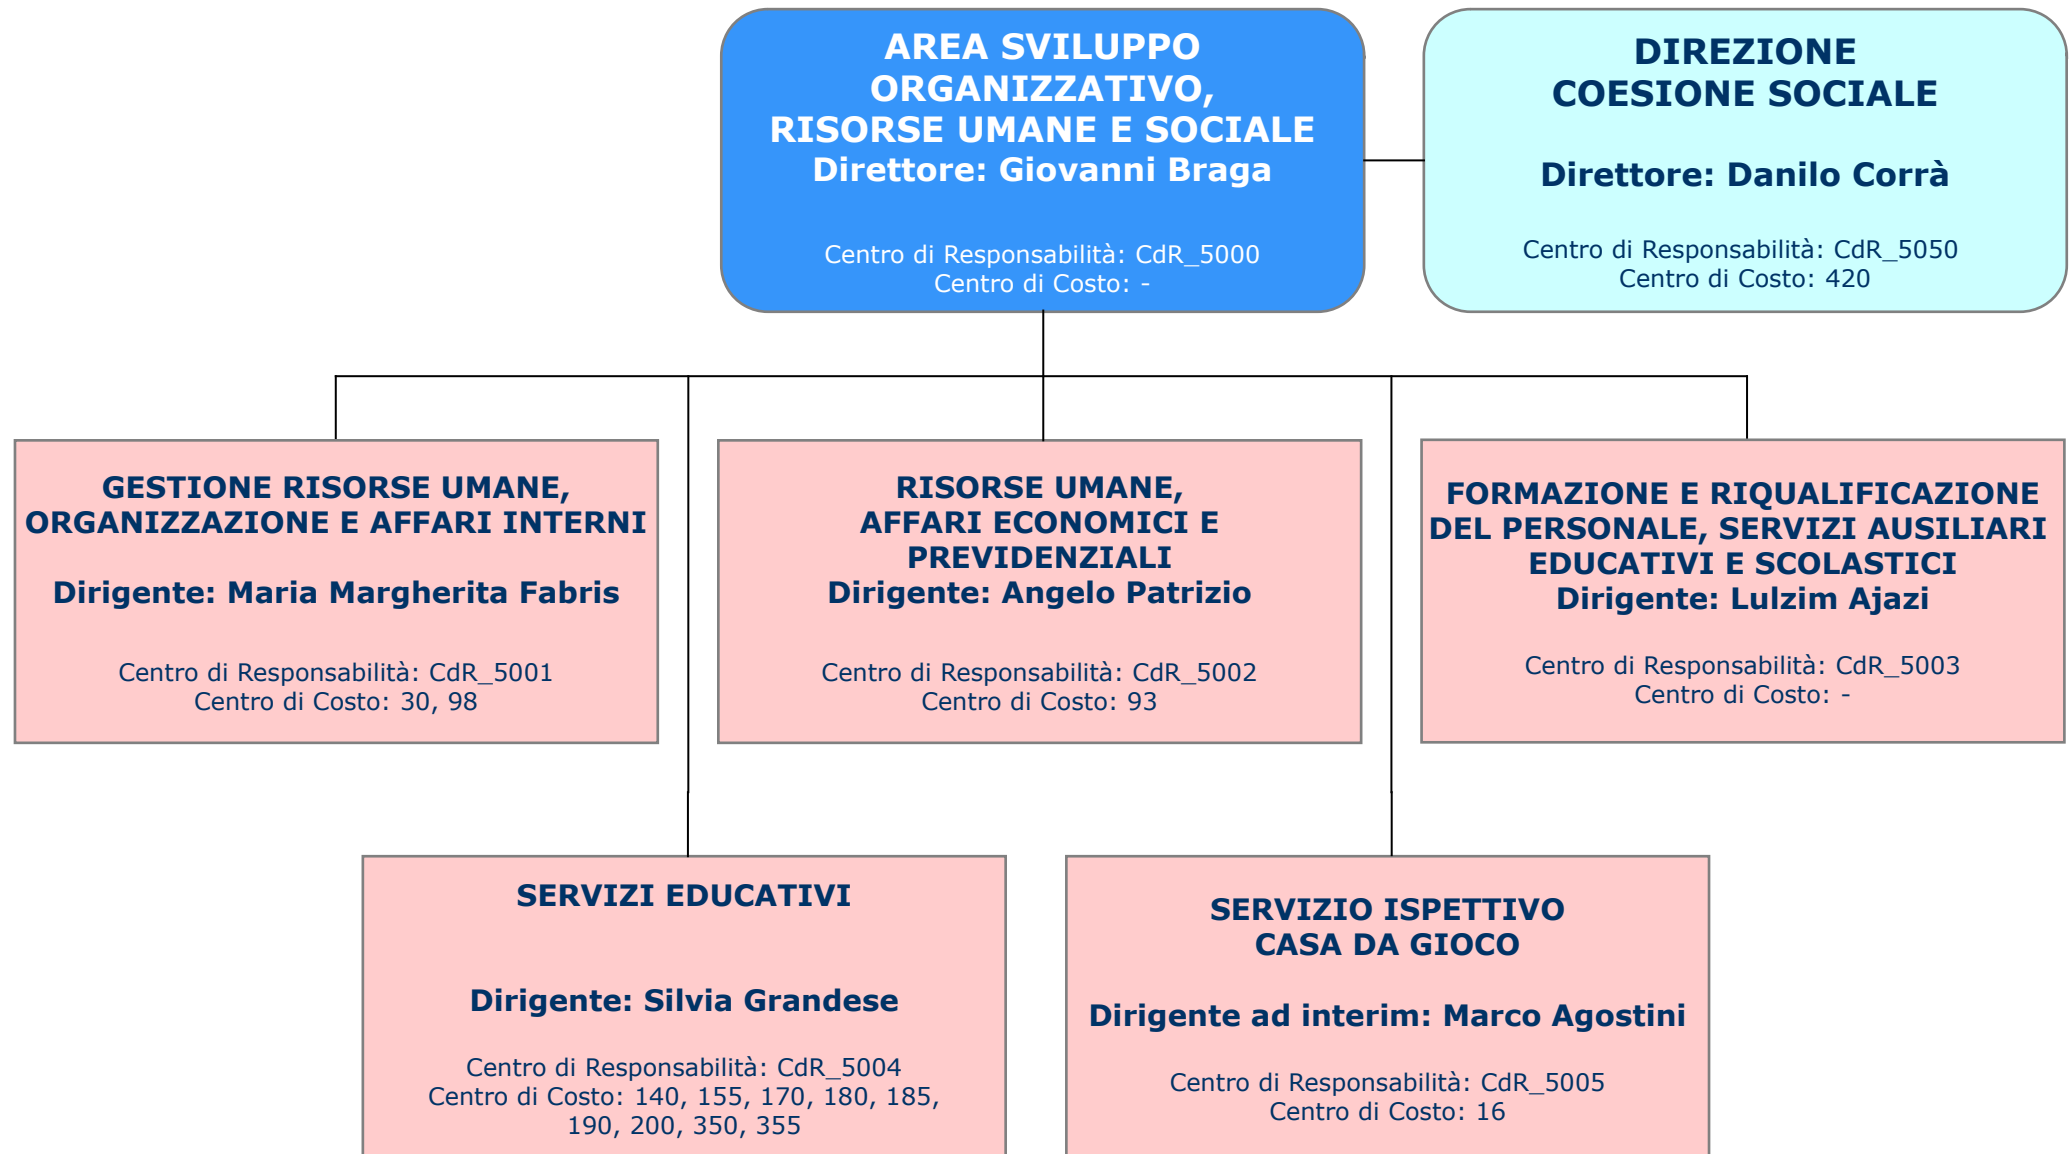 AREA SVILUPPO
ORGANIZZATIVO,
RISORSE UMANE E SOCIALE
Direttore: Giovanni Braga
Centro di Responsabilità: CdR_5000
Centro di Costo: -
DIREZIONE
COESIONE SOCIALE
Direttore: Danilo Corrà
Centro di Responsabilità: CdR_5050
Centro di Costo: 420
GESTIONE RISORSE UMANE,
ORGANIZZAZIONE E AFFARI INTERNI
Dirigente: Maria Margherita Fabris
Centro di Responsabilità: CdR_5001
Centro di Costo: 30, 98
RISORSE UMANE,
AFFARI ECONOMICI E
PREVIDENZIALI
Dirigente: Angelo Patrizio
Centro di Responsabilità: CdR_5002
Centro di Costo: 93
FORMAZIONE E RIQUALIFICAZIONE
DEL PERSONALE, SERVIZI AUSILIARI
EDUCATIVI E SCOLASTICI
Dirigente: Lulzim Ajazi
Centro di Responsabilità: CdR_5003
Centro di Costo: -
SERVIZI EDUCATIVI
Dirigente: Silvia Grandese
Centro di Responsabilità: CdR_5004
Centro di Costo: 140, 155, 170, 180, 185,
190, 200, 350, 355
SERVIZIO ISPETTIVO
CASA DA GIOCO
Dirigente ad interim: Marco Agostini
Centro di Responsabilità: CdR_5005
Centro di Costo: 16